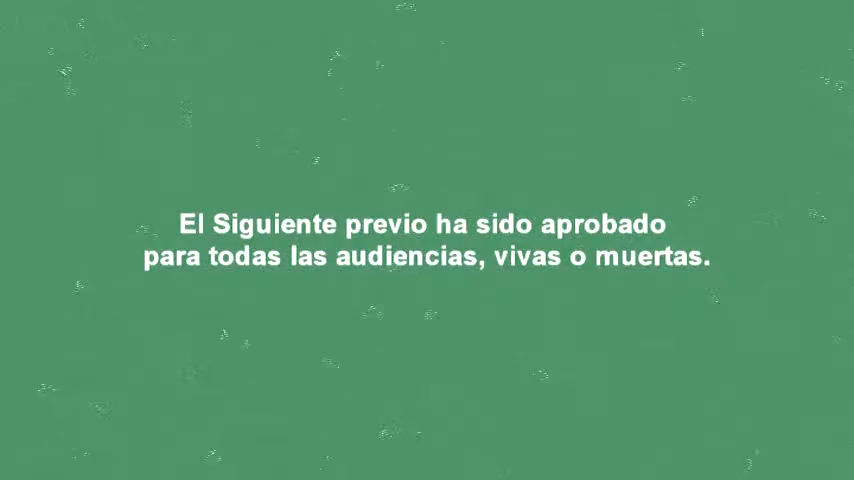 El Siguiente previo ha sido aprobado
para todas las audiencias, vivas o muertas.